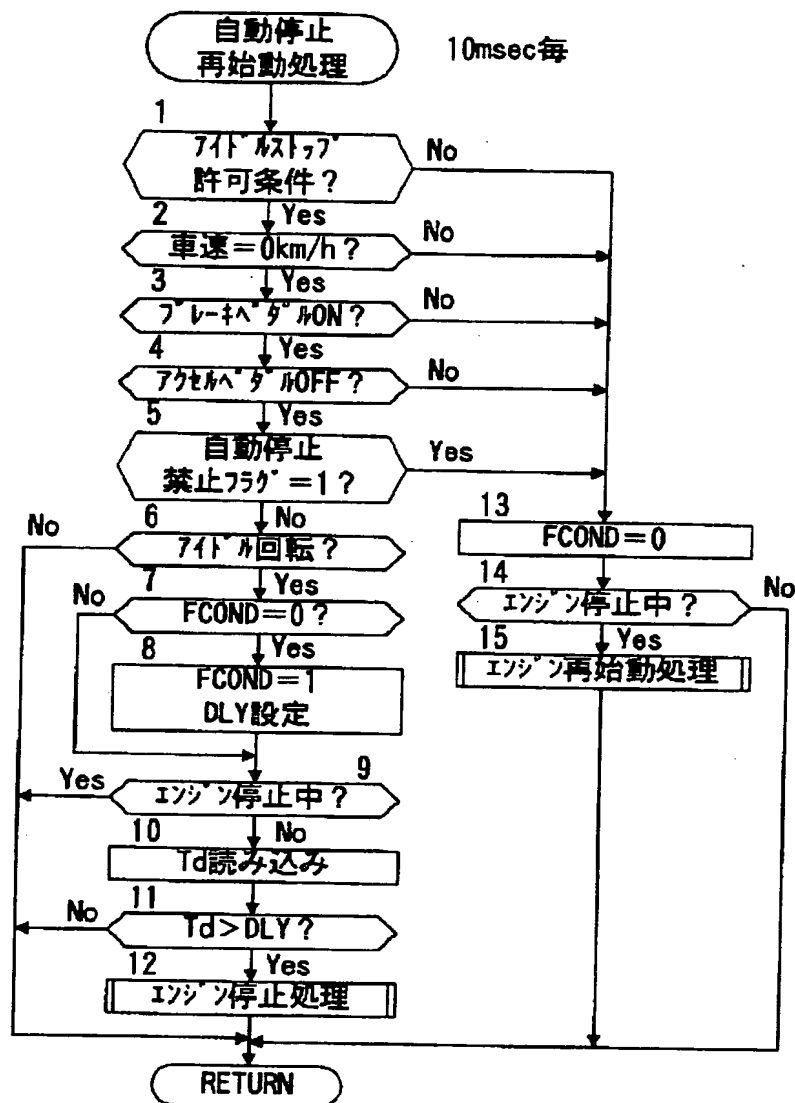 自動停止
再始動処理
10msec毎
1
ｱｲﾄﾞﾙｽﾄｯﾌﾟ
許可条件？
No
Yes
2
車速＝0km/h？
No
Yes
3
ﾌﾞﾚｰｷﾍﾟﾀﾞﾙON？
No
Yes
4
ｱｸｾﾙﾍﾟﾀﾞﾙOFF？
No
Yes
5
自動停止
禁止ﾌﾗｸﾞ＝1？
Yes
No
6
ｱｲﾄﾞﾙ回転？
No
Yes
7
FCOND＝0？
No
Yes
8
FCOND＝1
DLY設定
9
ｴﾝｼﾞﾝ停止中？
Yes
No
10
Td読み込み
11
Td＞DLY？
No
Yes
12
ｴﾝｼﾞﾝ停止処理
13
FCOND＝0
14
ｴﾝｼﾞﾝ停止中？
No
Yes
15
ｴﾝｼﾞﾝ再始動処理
RETURN